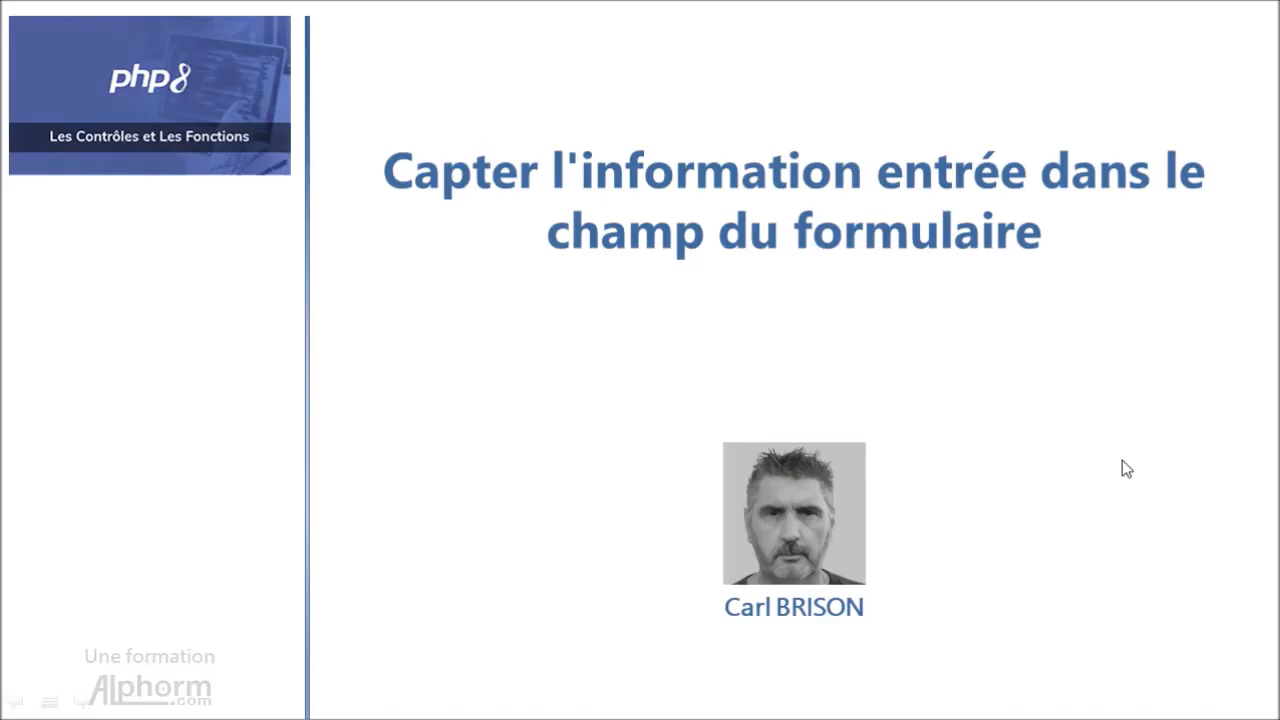 php8
Les Contrôles et Les Fonctions
Capter l'information entrée dans le
champ du formulaire
Carl BRISON
Une formation
Alphorm
.com